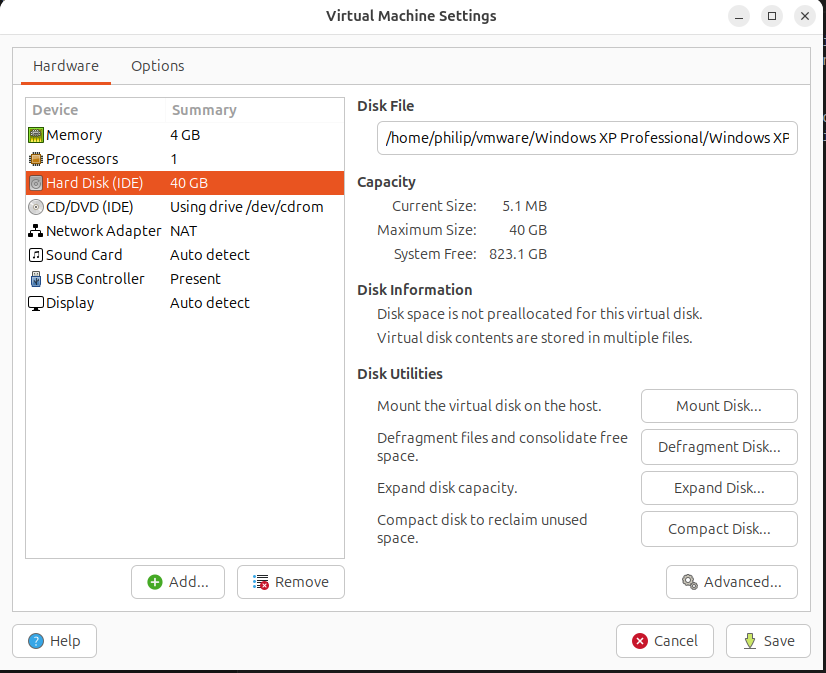 Virtual Machine Settings
Hardware Options
Device Summary
Memory 4 GB
Processors 1
Hard Disk (IDE) 40 GB
CD/DVD (IDE) Using drive /dev/cdrom
Network Adapter NAT
Sound Card Auto detect
USB Controller Present
Display Auto detect
Add...
Remove
Disk File
/home/philip/vmware/Windows XP Professional/Windows XP
Capacity
Current Size: 5.1 MB
Maximum Size: 40 GB
System Free: 823.1 GB
Disk Information
Disk space is not preallocated for this virtual disk.
Virtual disk contents are stored in multiple files.
Disk Utilities
Mount the virtual disk on the host.
Mount Disk...
Defragment files and consolidate free
space.
Defragment Disk...
Expand disk capacity.
Expand Disk...
Compact disk to reclaim unused
space.
Compact Disk...
Advanced...
Help
Cancel
Save